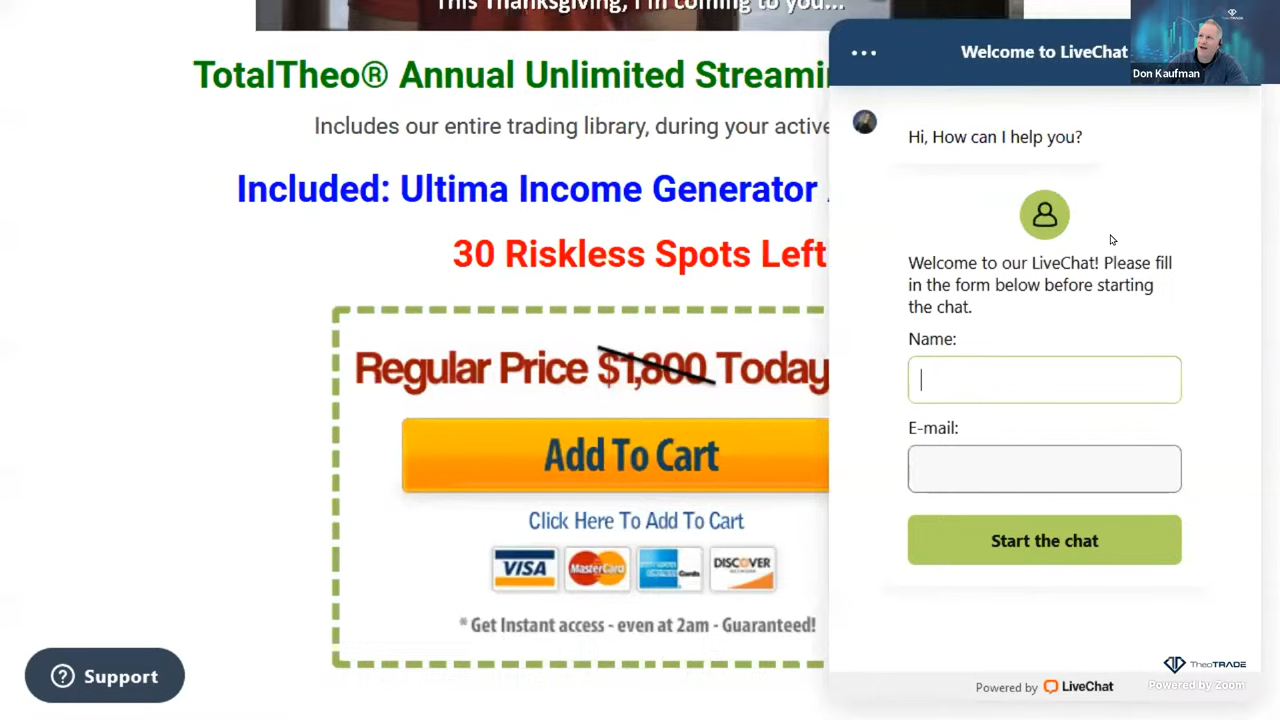 This Thanksgiving, I'm coming to you...
TotalTheo® Annual Unlimited Streami
Includes our entire trading library, during your active
Included: Ultima Income Generator
30 Riskless Spots Left
Regular Price $1,800 Today
Add To Cart
Click Here To Add To Cart
VISA MasterCard Cards DISCOVER
* Get Instant access - even at 2am - Guaranteed!
Support
Welcome to LiveChat
Don Kaufman
Hi, How can I help you?
Welcome to our LiveChat! Please fill
in the form below before starting
the chat.
Name:
E-mail:
Start the chat
TheoTRADE
Powered by LiveChat
Powered by Zoom